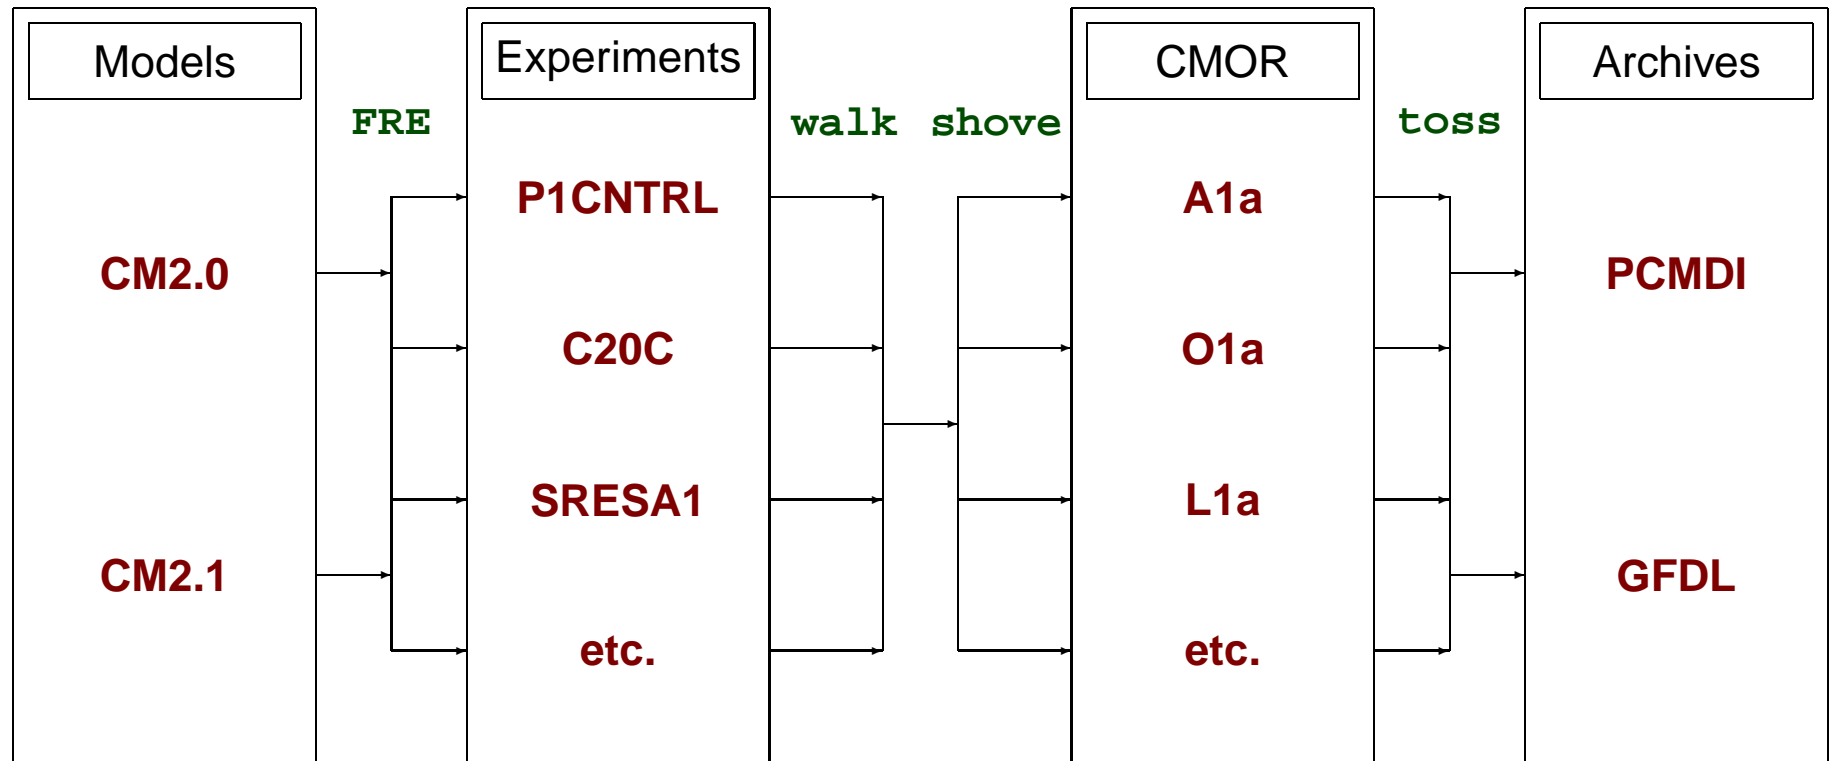 Models
Experiments
CMOR
Archives
FRE
walk shove
toss
P1CNTRL
A1a
CM2.0
PCMDI
C20C
O1a
SRESA1
L1a
CM2.1
GFDL
etc.
etc.